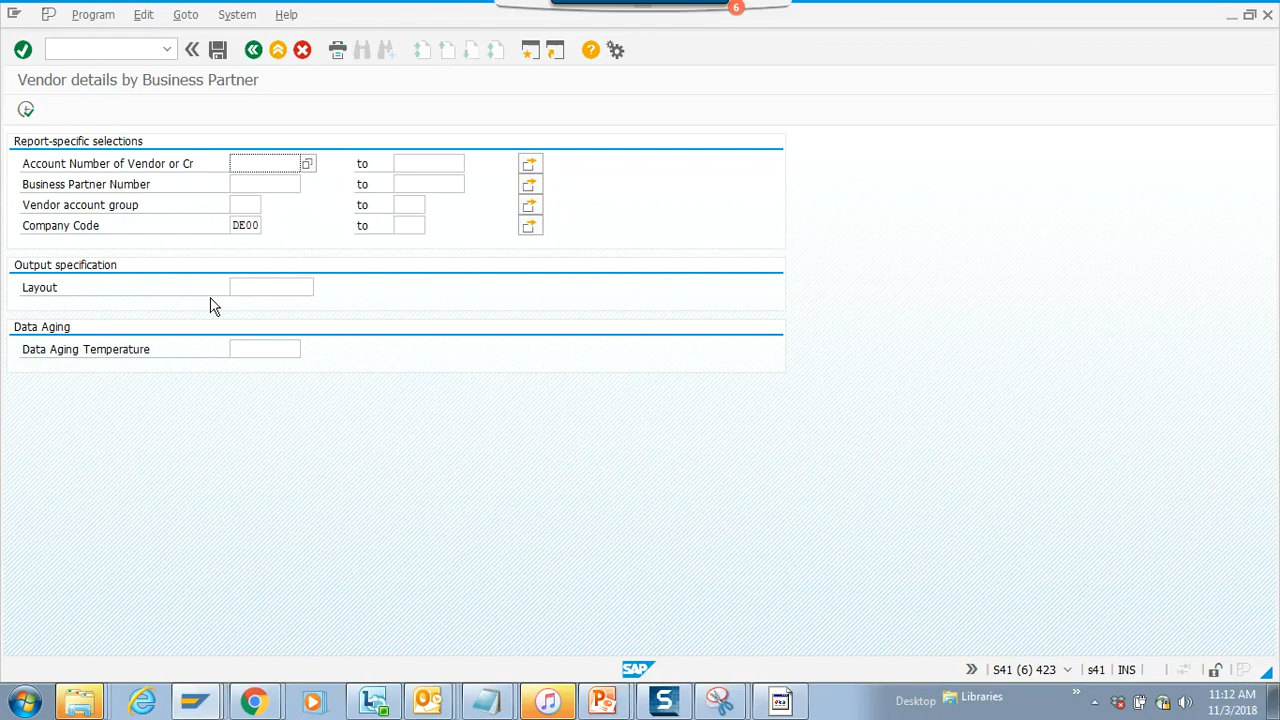 6
Program Edit Goto System Help
Vendor details by Business Partner
Report-specific selections
Account Number of Vendor or Cr to
Business Partner Number to
Vendor account group to
Company Code DE00 to
Output specification
Layout
Data Aging
Data Aging Temperature
SAP S41 (6) 423 s41 INS
Desktop Libraries
11:12 AM
11/3/2018